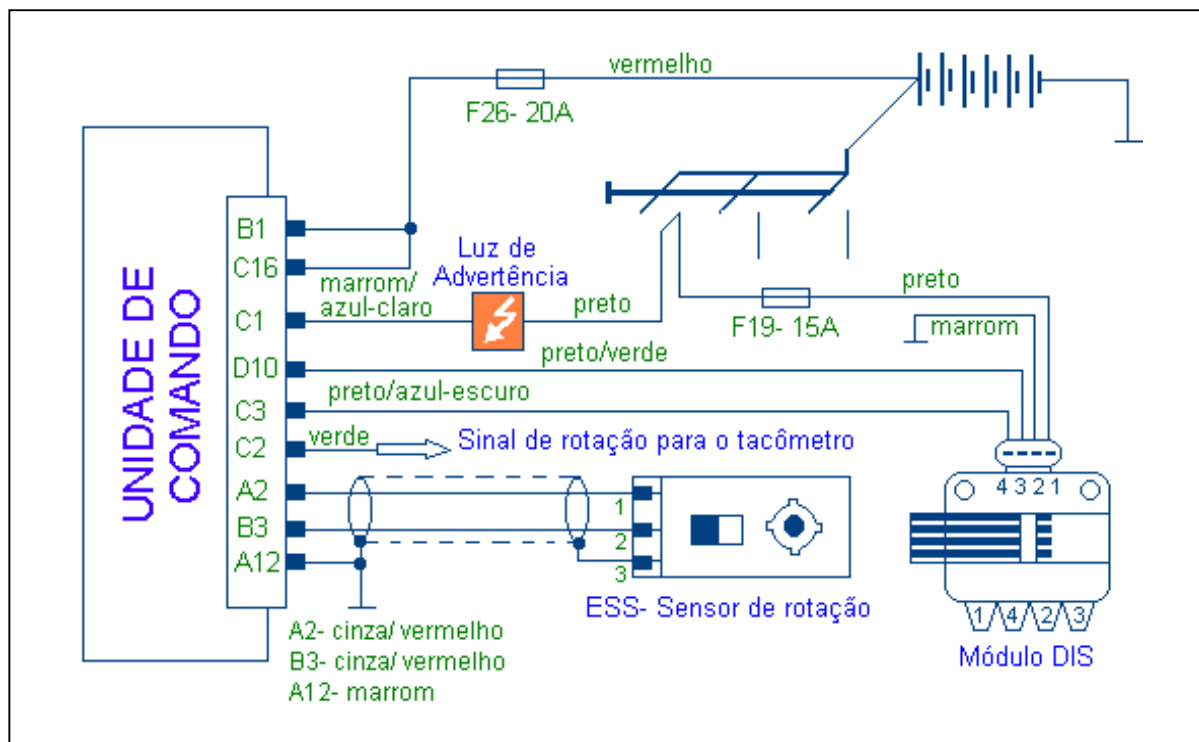 vermelho
F26- 20A
UNIDADE DE
COMANDO
B1
C16
C1
D10
C3
C2
A2
B3
A12
marrom/
azul-claro
Luz de
Advertência
preto
F19- 15A
preto
marrom
preto/verde
preto/azul-escuro
verde
Sinal de rotação para o tacômetro
1
2
3
ESS- Sensor de rotação
4 3 2 1
1 4 2 3
Módulo DIS
A2- cinza/ vermelho
B3- cinza/ vermelho
A12- marrom